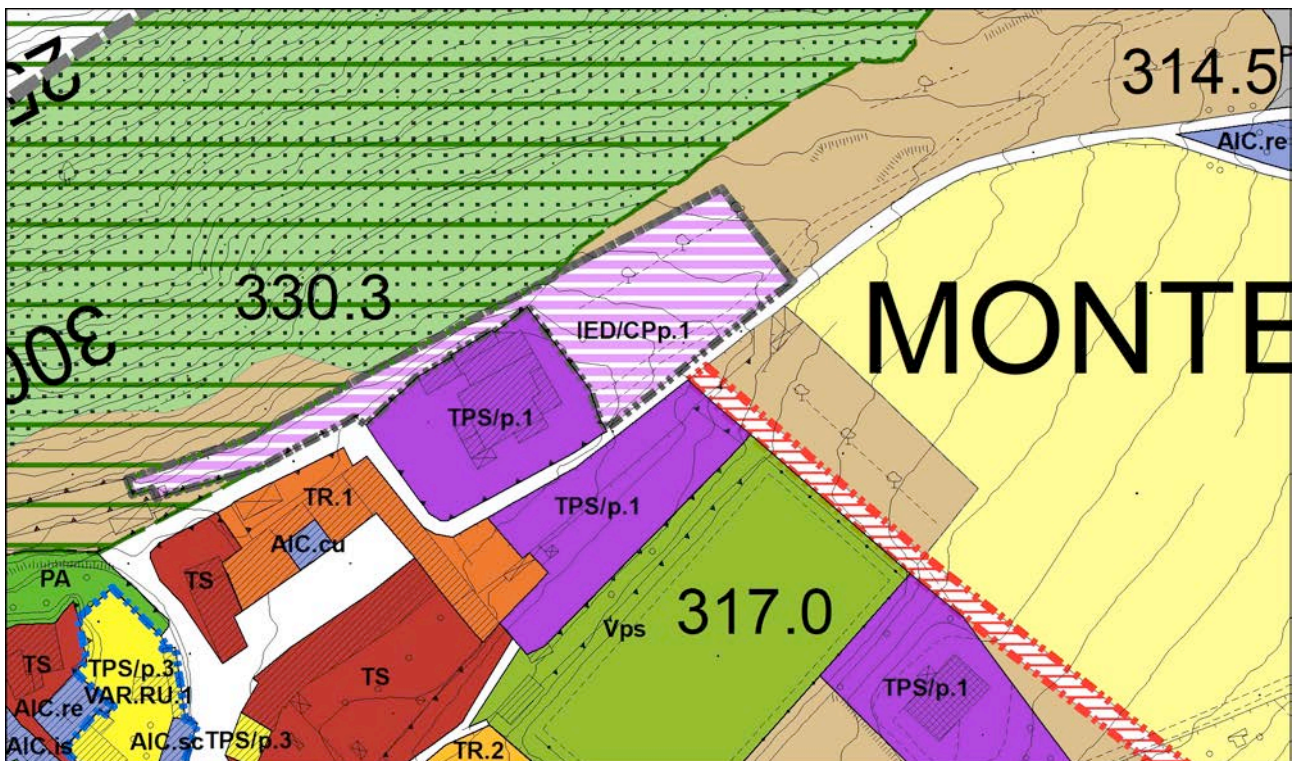 314.5
P
AIC.re
330.3
300
IED/CPp.1
MONTE
TPS/p.1
TR.1
TPS/p.1
AIC.cu
PA
TS
317.0
Vps
TS
TPS/p.3
TS
TPS/p.1
VAR.RU.1
AIC.re
AIC.is
AIC.sc
TPS/p.3
TR.2